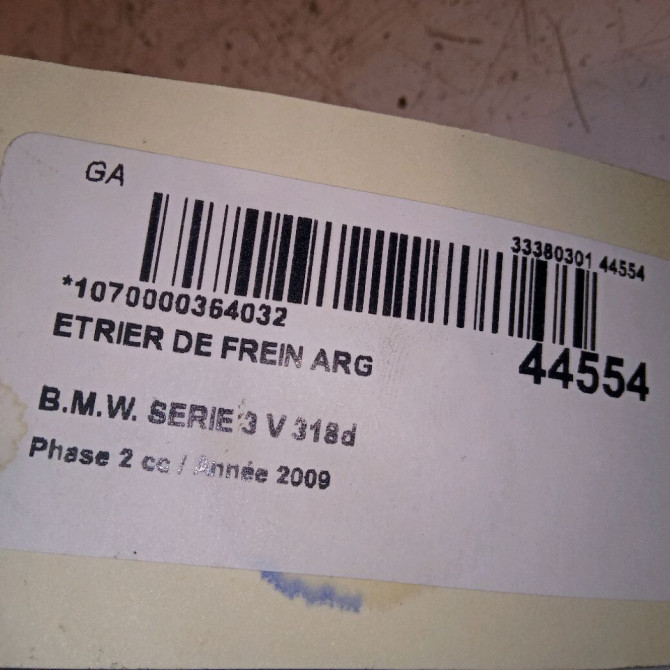 GA
33380301 44554
*1070000364032
44554
ETRIER DE FREIN ARG
B.M.W. SERIE 3 V 318d
Phase 2 cc / Année 2009